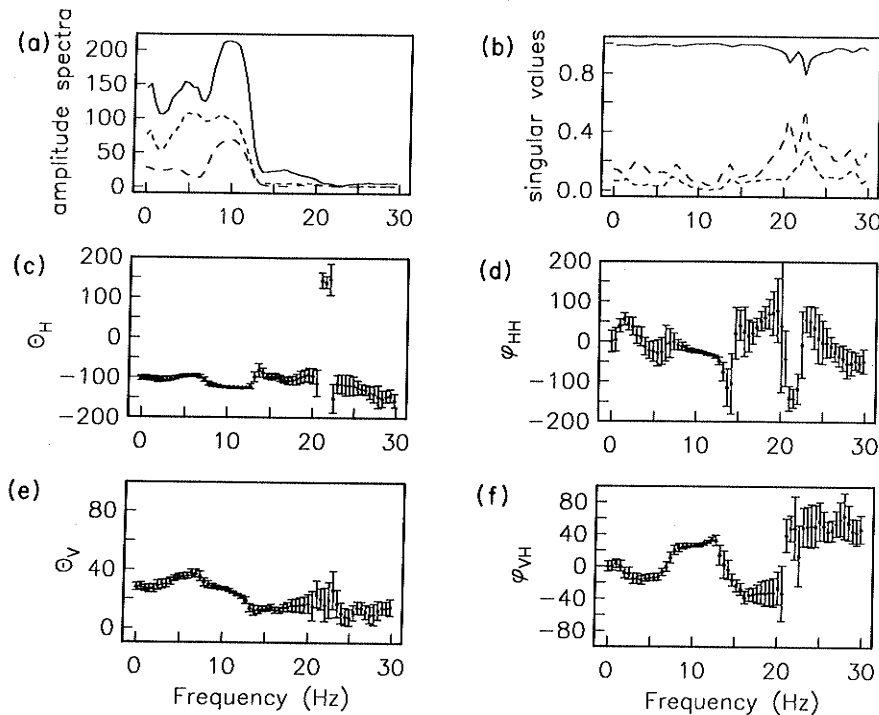 (a)
amplitude spectra
200
150
100
50
0
0 10 20 30
(b)
singular values
0.8
0.4
0.0
0 10 20 30
(c)
Θ_H
200
100
0
−100
−200
0 10 20 30
(d)
φ_HH
200
100
0
−100
−200
0 10 20 30
(e)
Θ_V
80
40
0
0 10 20 30
Frequency (Hz)
(f)
φ_VH
80
40
0
−40
−80
0 10 20 30
Frequency (Hz)